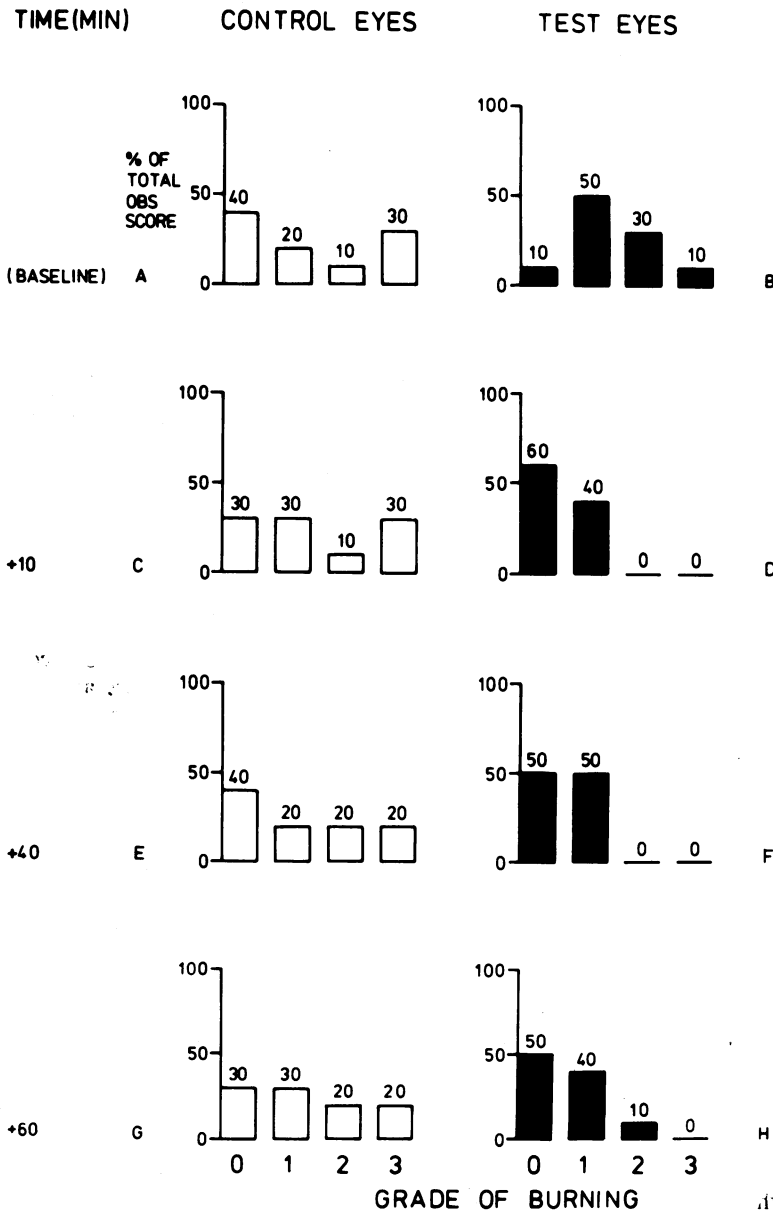 TIME(MIN) CONTROL EYES TEST EYES
100 100
% OF
TOTAL
OBS
SCORE
50 50
40 20 10 30 10 50 30 10
(BASELINE) A 0 0 B
100 100
50 50
30 30 10 30 60 40 0 0
+10 C 0 0 D
100 100
50 50
40 20 20 20 50 50 0 0
+40 E 0 0 F
100 100
50 50
30 30 20 20 50 40 10 0
+60 G 0 0 H
0 1 2 3 0 1 2 3
GRADE OF BURNING